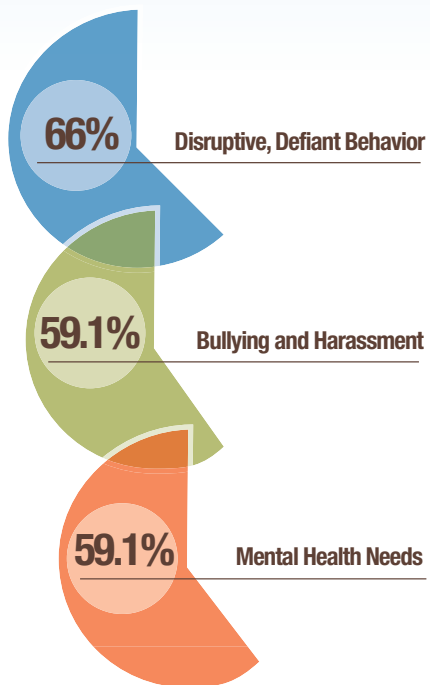 66% Disruptive, Defiant Behavior
59.1% Bullying and Harassment
59.1% Mental Health Needs